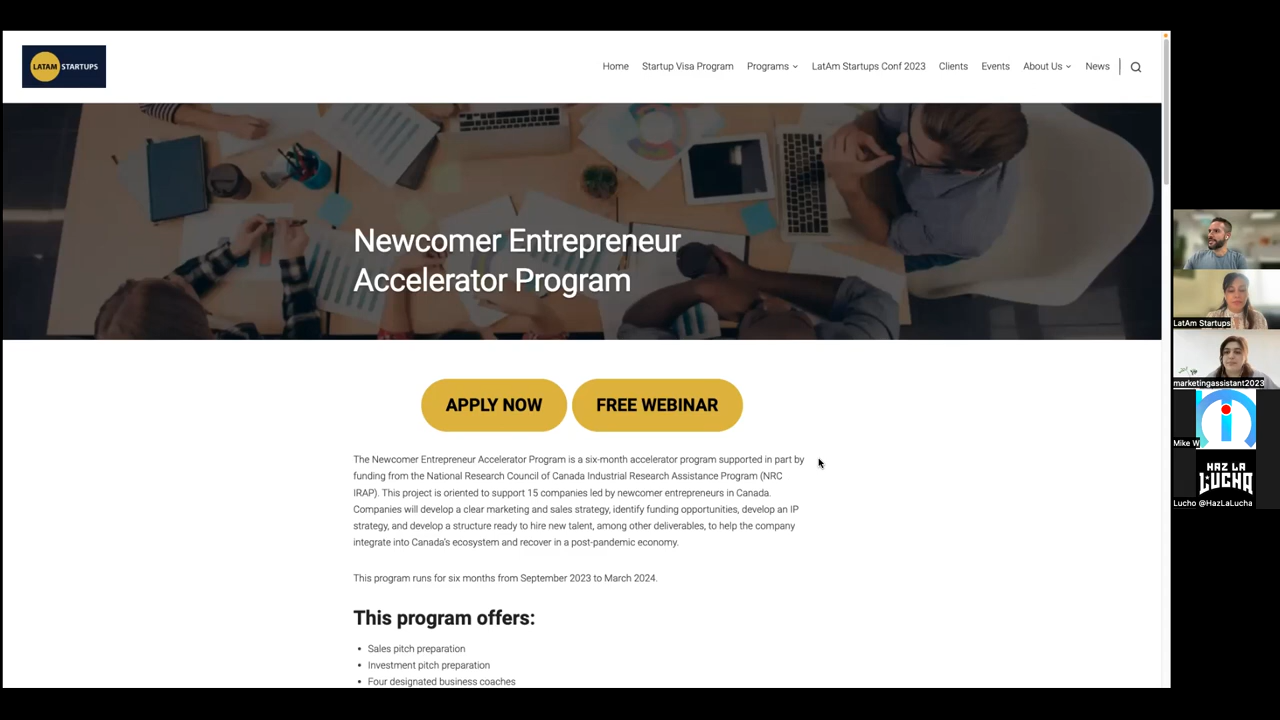 LATAM STARTUPS
Home Startup Visa Program Programs LatAm Startups Conf 2023 Clients Events About Us News
Newcomer Entrepreneur
Accelerator Program
APPLY NOW FREE WEBINAR
The Newcomer Entrepreneur Accelerator Program is a six-month accelerator program supported in part by
funding from the National Research Council of Canada Industrial Research Assistance Program (NRC
IRAP). This project is oriented to support 15 companies led by newcomer entrepreneurs in Canada.
Companies will develop a clear marketing and sales strategy, identify funding opportunities, develop an IP
strategy, and develop a structure ready to hire new talent, among other deliverables, to help the company
integrate into Canada's ecosystem and recover in a post-pandemic economy.
This program runs for six months from September 2023 to March 2024.
This program offers:
• Sales pitch preparation
• Investment pitch preparation
• Four designated business coaches
LatAm Startups
marketingassistant2023
Mike W
HAZ LA
LUCHA
Lucho @HazLaLucha